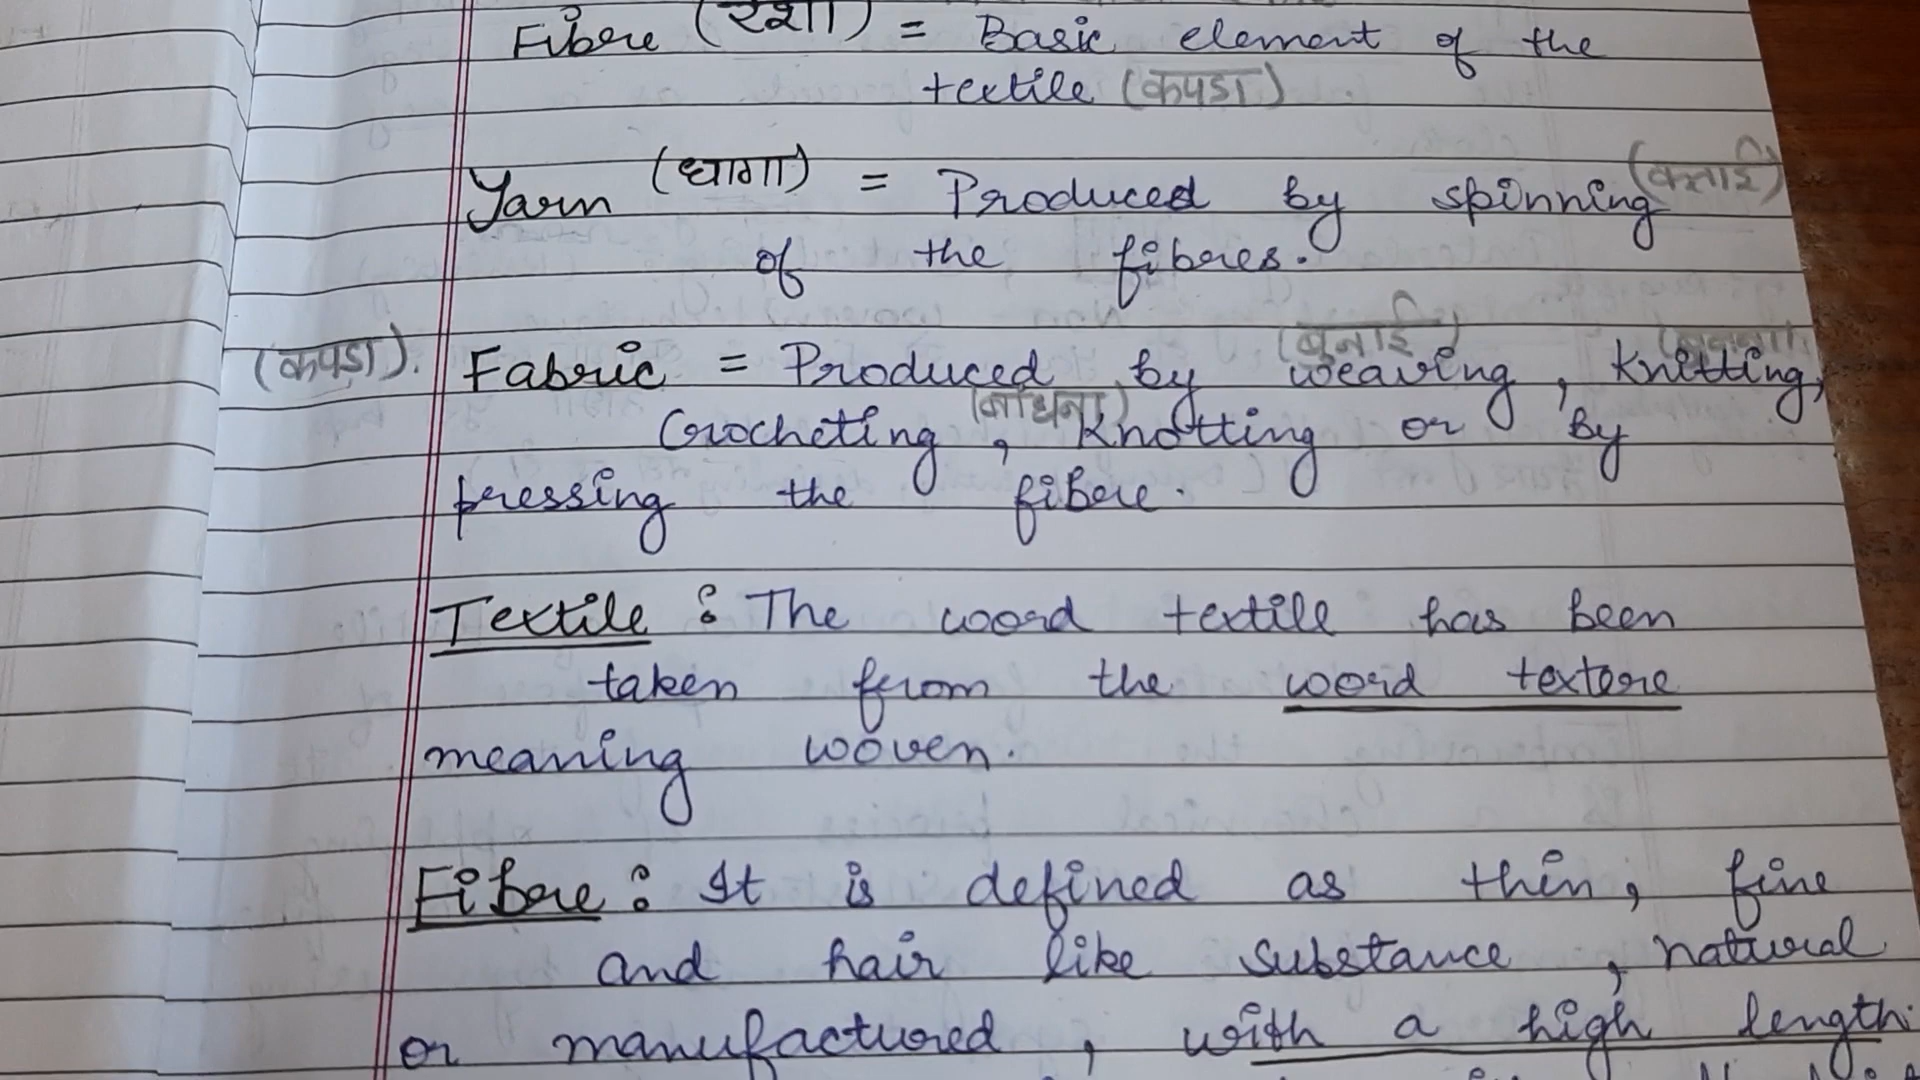 Fibre (रेशा) = Basic element of the
textile (कपडा)
Yarn (धागा) = Produced by spinning (कताई)
of the fibres.
(कपडा). Fabric = Produced by weaving (बुनाई), knitting,
Crocheting, (बांधना) Knotting or by
pressing the fibre.
Textile : The word textile has been
taken from the word textere
meaning woven.
Fibre : It is defined as thin, fine
and hair like substance, natural
or manufactured, with a high length